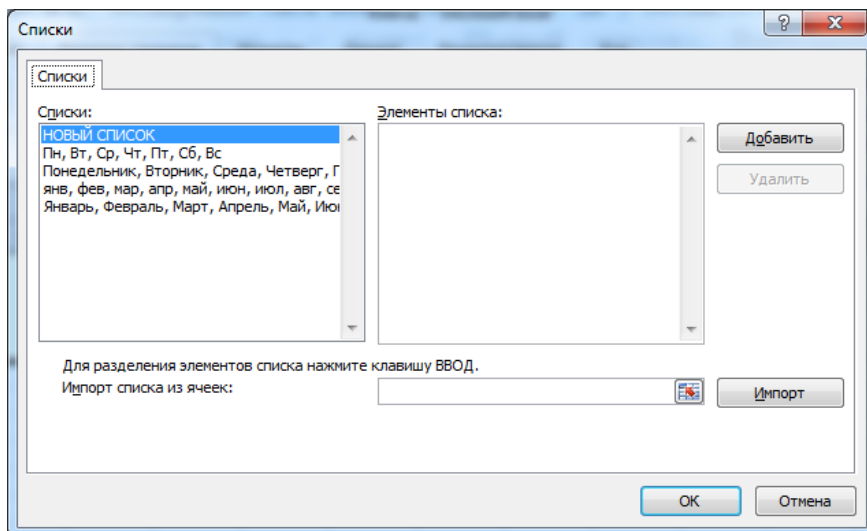 Списки
Списки
Списки:
НОВЫЙ СПИСОК
Пн, Вт, Ср, Чт, Пт, Сб, Вс
Понедельник, Вторник, Среда, Четверг, П
янв, фев, мар, апр, май, июн, июл, авг, се
Январь, Февраль, Март, Апрель, Май, Июн
Элементы списка:
Добавить
Удалить
Для разделения элементов списка нажмите клавишу ВВОД.
Импорт списка из ячеек:
Импорт
ОК
Отмена